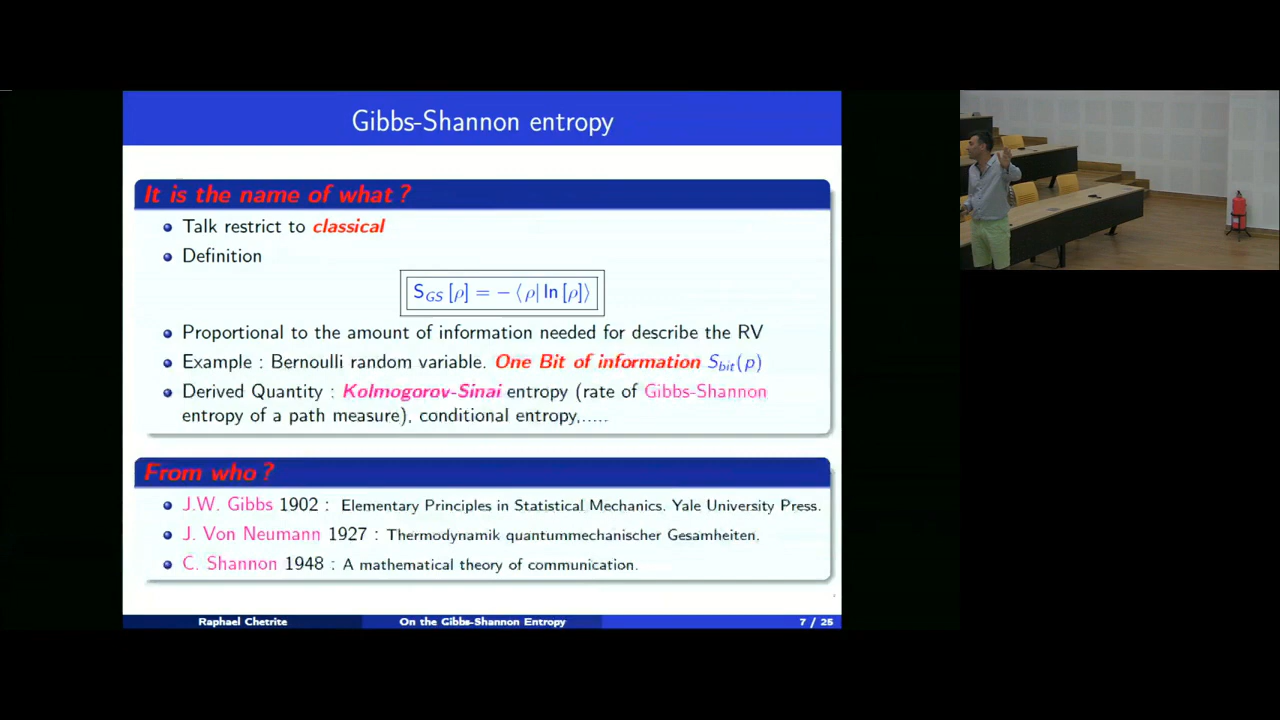 Gibbs-Shannon entropy
It is the name of what ?
Talk restrict to classical
Definition
S_GS [ρ] = − ⟨ρ| ln [ρ]⟩
Proportional to the amount of information needed for describe the RV
Example : Bernoulli random variable. One Bit of information S_bit(p)
Derived Quantity : Kolmogorov-Sinai entropy (rate of Gibbs-Shannon
entropy of a path measure), conditional entropy,.....
From who ?
J.W. Gibbs 1902 : Elementary Principles in Statistical Mechanics. Yale University Press.
J. Von Neumann 1927 : Thermodynamik quantummechanischer Gesamheiten.
C. Shannon 1948 : A mathematical theory of communication.
Raphael Chetrite On the Gibbs-Shannon Entropy 7 / 25